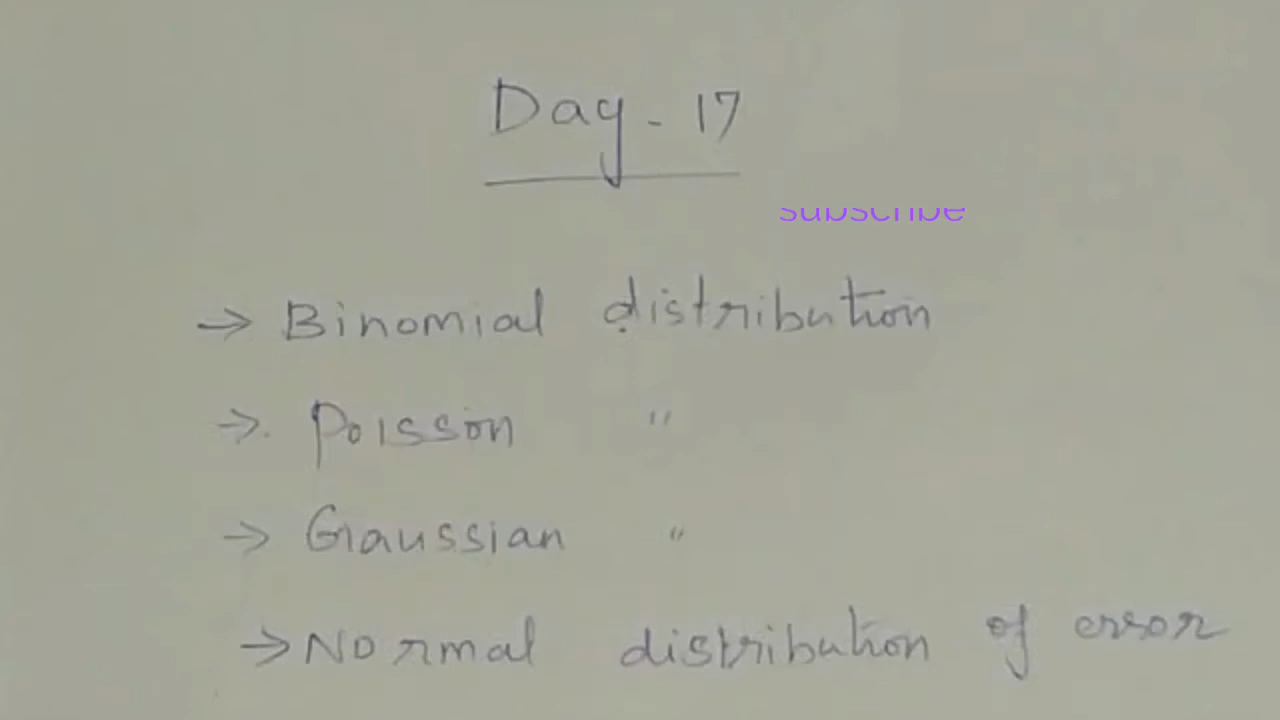 Day - 17
subscribe
→ Binomial distribution
→. Poisson "
→ Gaussian "
→ Normal distribution of error